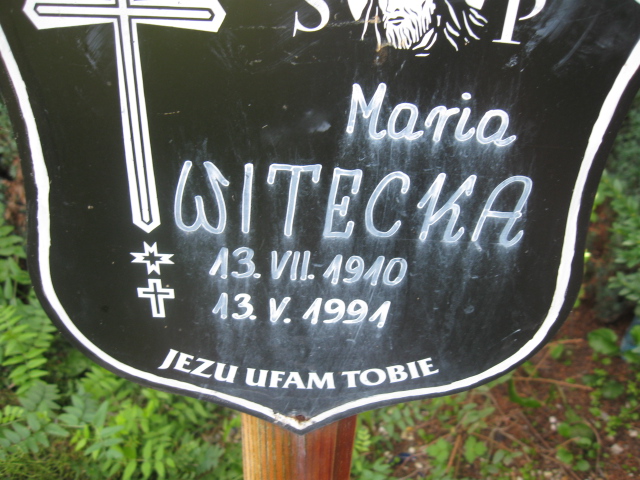 S P
Maria
WITECKA
13. VII. 1910
13. V. 1991
JEZU UFAM TOBIE